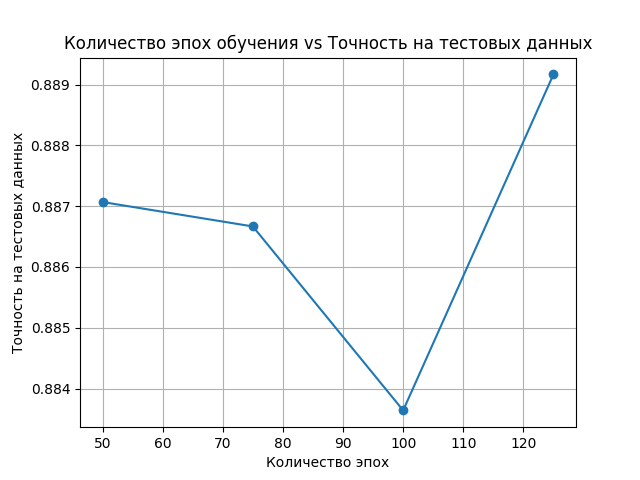 Количество эпох обучения vs Точность на тестовых данных
Точность на тестовых данных
0.889
0.888
0.887
0.886
0.885
0.884
50 60 70 80 90 100 110 120
Количество эпох